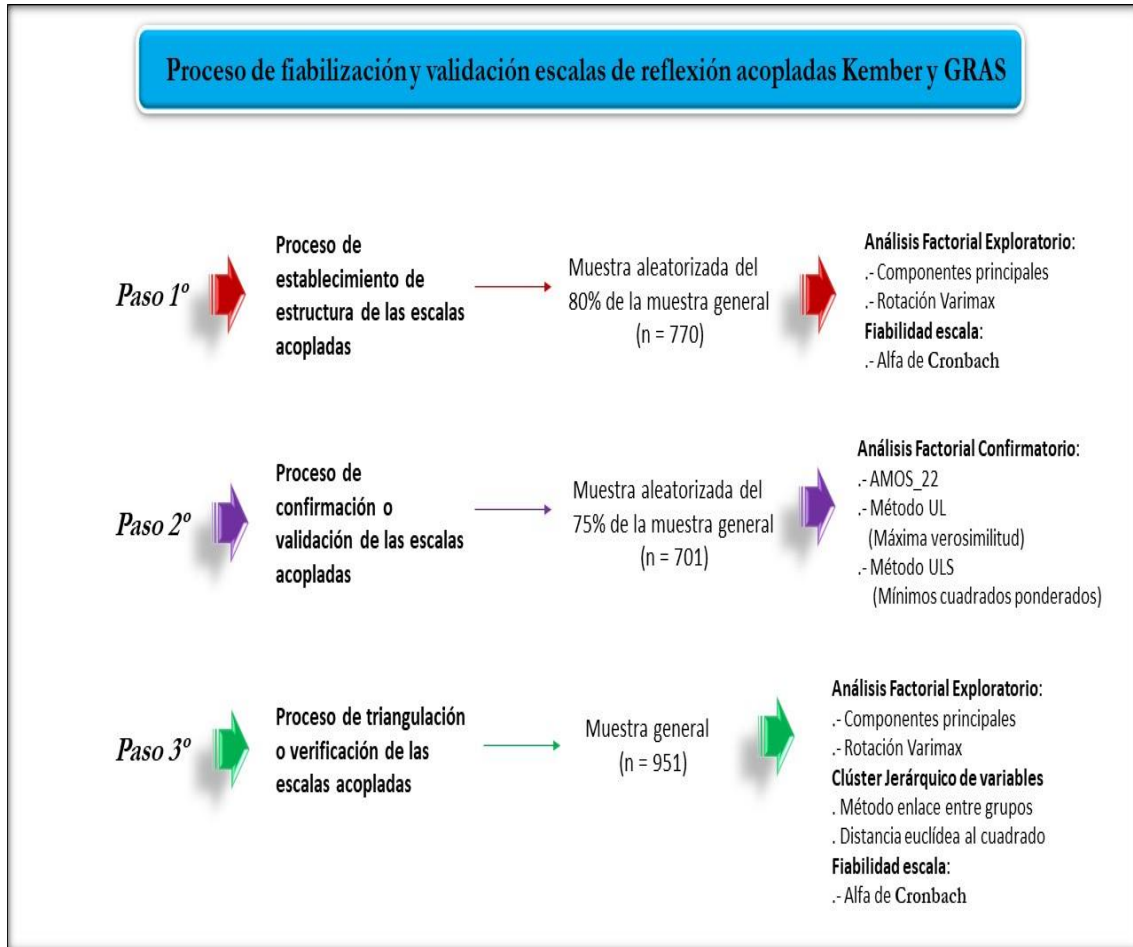 Proceso de fiabilización y validación escalas de reflexión acopladas Kember y GRAS
Paso 1º
Proceso de
establecimiento de
estructura de las escalas
acopladas
Muestra aleatorizada del
80% de la muestra general
(n = 770)
Análisis Factorial Exploratorio:
.- Componentes principales
.- Rotación Varimax
Fiabilidad escala:
.- Alfa de Cronbach
Paso 2º
Proceso de
confirmación o
validación de las escalas
acopladas
Muestra aleatorizada del
75% de la muestra general
(n = 701)
Análisis Factorial Confirmatorio:
.- AMOS_22
.- Método UL
(Máxima verosimilitud)
.- Método ULS
(Mínimos cuadrados ponderados)
Paso 3º
Proceso de triangulación
o verificación de las
escalas acopladas
Muestra general
(n = 951)
Análisis Factorial Exploratorio:
.- Componentes principales
.- Rotación Varimax
Clúster Jerárquico de variables
. Método enlace entre grupos
. Distancia euclídea al cuadrado
Fiabilidad escala:
.- Alfa de Cronbach